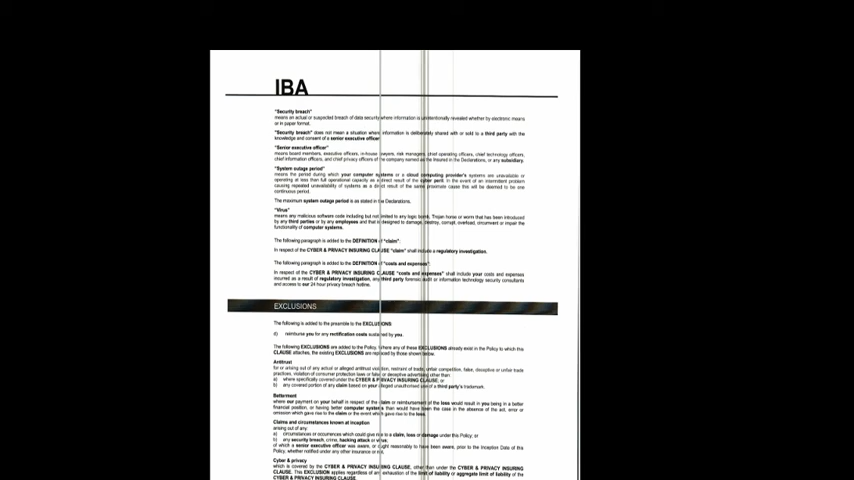 IBA
"Security breach"
means an actual or suspected breach of data security where information is unintentionally revealed whether by electronic means
or in paper format.
"Security breach" does not mean a situation where information is deliberately shared with or sold to a third party with the
knowledge and consent of a senior executive officer.
"Senior executive officer"
means board members, executive officers, in-house lawyers, risk managers, chief operating officers, chief technology officers,
chief information officers, and chief privacy officers of the company named as the Insured in the Declarations, or any subsidiary.
"System outage period"
means the period during which your computer systems or a cloud computing provider's systems are unavailable or
operating at less than full operational capacity as a direct result of the cyber peril. In the event of an intermittent problem
causing repeated unavailability of systems as a direct result of the same proximate cause this will be deemed to be one
continuous period.
The maximum system outage period is as stated in the Declarations.
"Virus"
means any malicious software code including but not limited to any logic bomb, Trojan horse or worm that has been introduced
by any third parties or by any employees and that is designed to damage, destroy, corrupt, overload, circumvent or impair the
functionality of computer systems.
The following paragraph is added to the DEFINITION of "claim":
In respect of the CYBER & PRIVACY INSURING CLAUSE "claim" shall include a regulatory investigation.
The following paragraph is added to the DEFINITION of "costs and expenses":
In respect of the CYBER & PRIVACY INSURING CLAUSE "costs and expenses" shall include your costs and expenses
incurred as a result of regulatory investigation, any third party forensic audit or information technology security consultants
and access to our 24 hour privacy breach hotline.
EXCLUSIONS
The following is added to the preamble to the EXCLUSIONS:
d) reimburse you for any rectification costs sustained by you.
The following EXCLUSIONS are added to the Policy. Where any of these EXCLUSIONS already exist in the Policy to which this
CLAUSE attaches, the existing EXCLUSIONS are replaced by those shown below.
Antitrust
for or arising out of any actual or alleged antitrust violation, restraint of trade, unfair competition, false, deceptive or unfair trade
practices, violation of consumer protection laws or false or deceptive advertising other than:
a) where specifically covered under the CYBER & PRIVACY INSURING CLAUSE; or
b) any covered portion of any claim based on your alleged unauthorised use of a third party's trademark.
Betterment
where our payment on your behalf in respect of the claim or reimbursement of the loss would result in you being in a better
financial position, or having better computer systems than would have been the case in the absence of the act, error or
omission which gave rise to the claim or the event which gave rise to the loss.
Claims and circumstances known at inception
arising out of any:
a) circumstances or occurrences which could give rise to a claim, loss or damage under this Policy; or
b) any security breach, crime, hacking attack or virus;
of which a senior executive officer was aware, or ought reasonably to have been aware, prior to the Inception Date of this
Policy, whether notified under any other insurance or not.
Cyber & privacy
which is covered by the CYBER & PRIVACY INSURING CLAUSE, other than under the CYBER & PRIVACY INSURING
CLAUSE. This EXCLUSION applies regardless of any exhaustion of the limit of liability or aggregate limit of liability of the
CYBER & PRIVACY INSURING CLAUSE.